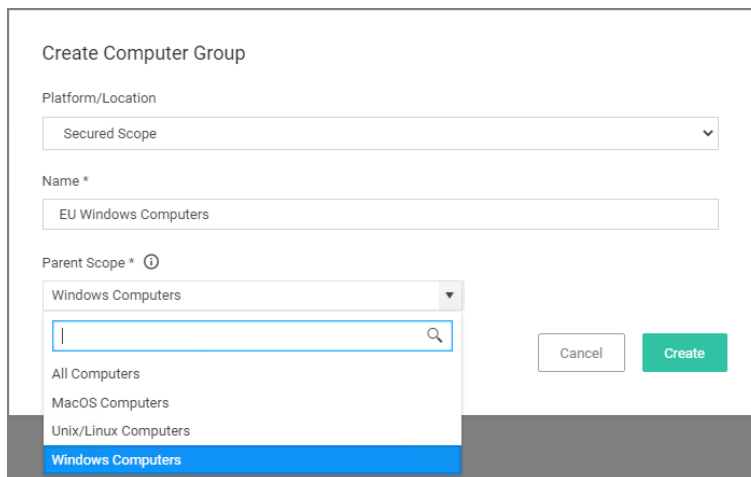 Create Computer Group
Platform/Location
Secured Scope
Name *
EU Windows Computers
Parent Scope *
Windows Computers
All Computers
MacOS Computers
Unix/Linux Computers
Windows Computers
Cancel
Create